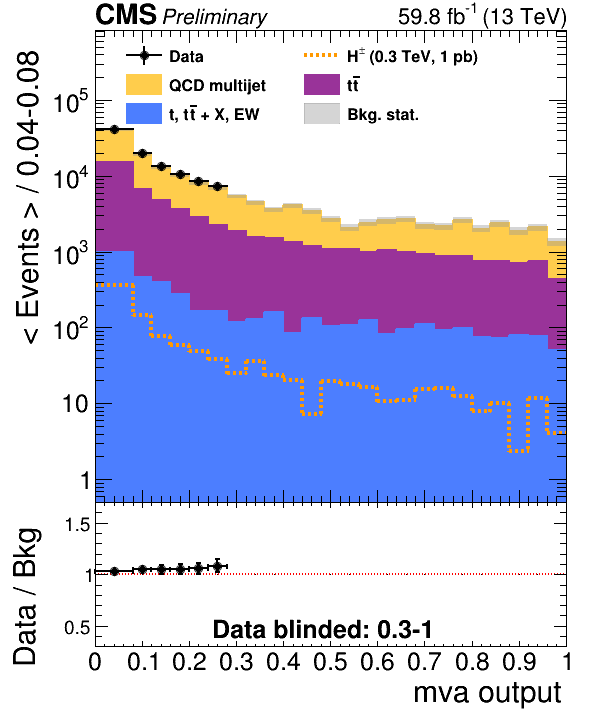 CMS Preliminary 59.8 fb⁻¹ (13 TeV)
Data H± (0.3 TeV, 1 pb)
QCD multijet tt̅
t, tt̅ + X, EW Bkg. stat.
< Events > / 0.04-0.08
10⁵
10⁴
10³
10²
10
1
Data / Bkg
1.5
1
0.5
Data blinded: 0.3-1
0 0.1 0.2 0.3 0.4 0.5 0.6 0.7 0.8 0.9 1
mva output